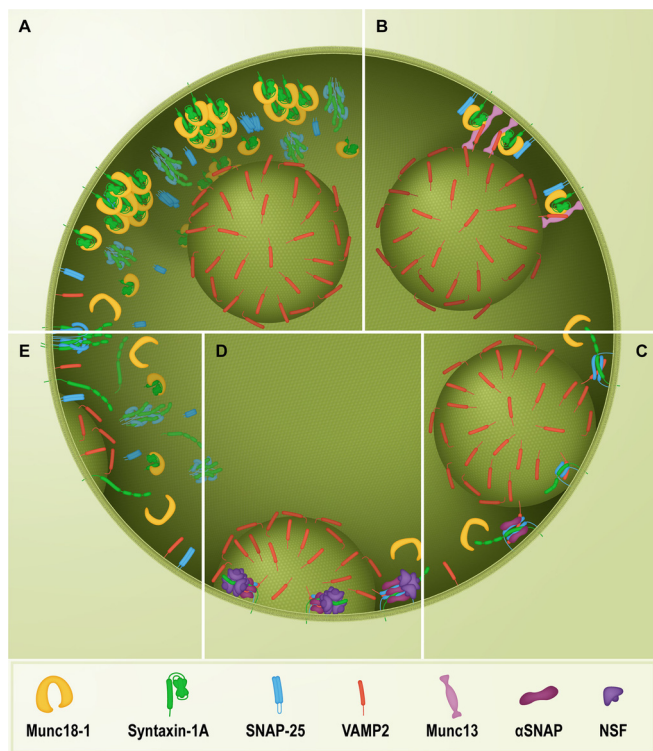 A
B
E
D
C
Munc18-1
Syntaxin-1A
SNAP-25
VAMP2
Munc13
αSNAP
NSF